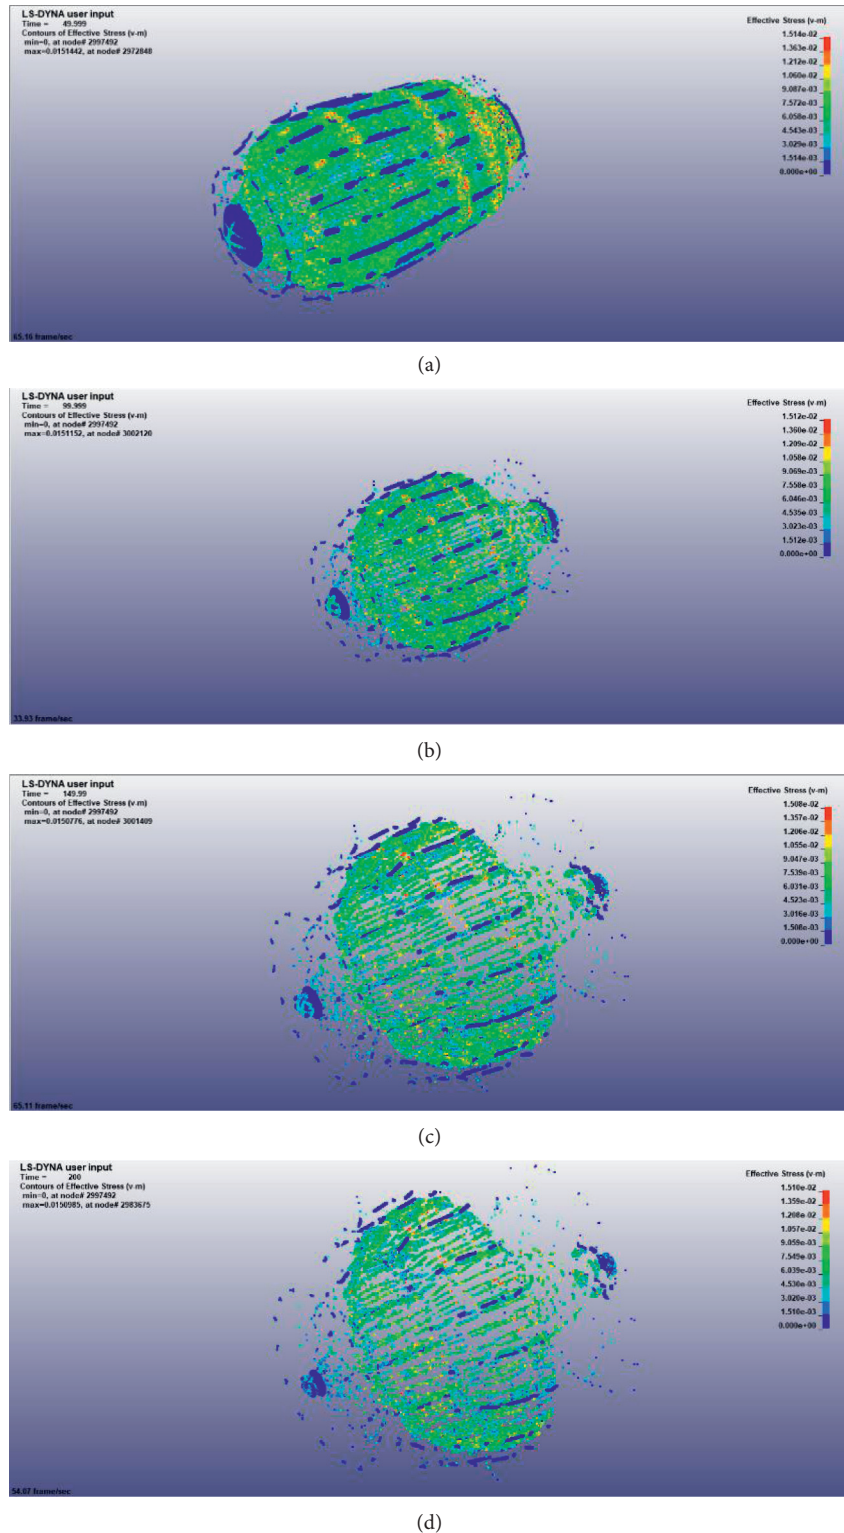 LS-DYNA user input
Time = 49.999
Contours of Effective Stress (v-m)
min=0, at node# 2997492
max=0.0151442, at node# 2972848
Effective Stress (v-m)
1.514e-02
1.363e-02
1.212e-02
1.060e-02
9.087e-03
7.572e-03
6.058e-03
4.543e-03
3.029e-03
1.514e-03
0.000e+00
65.16 frame/sec
(a)
LS-DYNA user input
Time = 99.999
Contours of Effective Stress (v-m)
min=0, at node# 2997492
max=0.0151152, at node# 3002120
Effective Stress (v-m)
1.512e-02
1.360e-02
1.209e-02
1.058e-02
9.069e-03
7.558e-03
6.046e-03
4.535e-03
3.023e-03
1.512e-03
0.000e+00
33.93 frame/sec
(b)
LS-DYNA user input
Time = 149.99
Contours of Effective Stress (v-m)
min=0, at node# 2997492
max=0.0150776, at node# 3001409
Effective Stress (v-m)
1.508e-02
1.357e-02
1.206e-02
1.055e-02
9.047e-03
7.539e-03
6.031e-03
4.523e-03
3.016e-03
1.508e-03
0.000e+00
65.11 frame/sec
(c)
LS-DYNA user input
Time = 200
Contours of Effective Stress (v-m)
min=0, at node# 2997492
max=0.0150985, at node# 2983675
Effective Stress (v-m)
1.510e-02
1.359e-02
1.208e-02
1.057e-02
9.059e-03
7.549e-03
6.039e-03
4.530e-03
3.020e-03
1.510e-03
0.000e+00
54.07 frame/sec
(d)